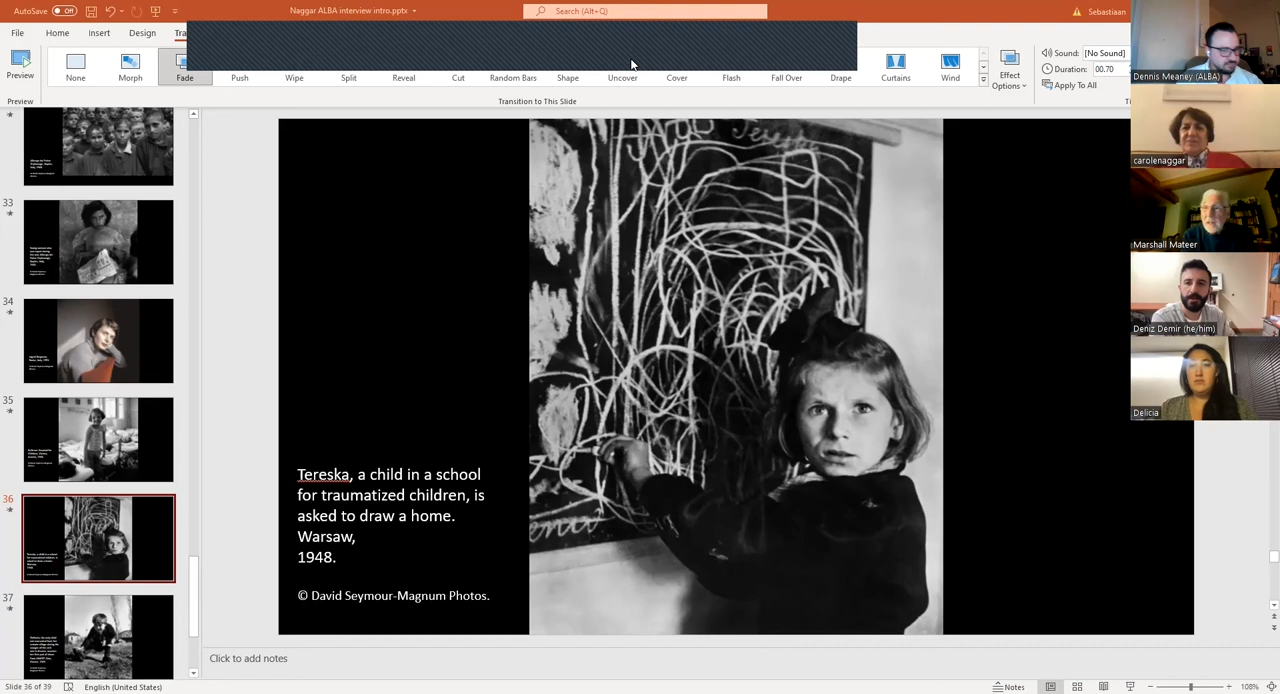 AutoSave Off
Naggar ALBA interview intro.pptx
Search (Alt+Q)
Sebastiaan
File Home Insert Design Tra
Preview
None Morph Fade Push Wipe Split Reveal Cut Random Bars Shape Uncover Cover Flash Fall Over Drape Curtains Wind
Effect
Options
Sound: [No Sound]
Duration: 00.70
Apply To All
Preview
Transition to This Slide
Ti
33
34
35
36
37
Tereska, a child in a school
for traumatized children, is
asked to draw a home.
Warsaw,
1948.
© David Seymour-Magnum Photos.
Dennis Meaney (ALBA)
carolenaggar
Marshall Mateer
Deniz Demir (he/him)
Delicia
Click to add notes
Slide 36 of 39
English (United States)
Notes
108%